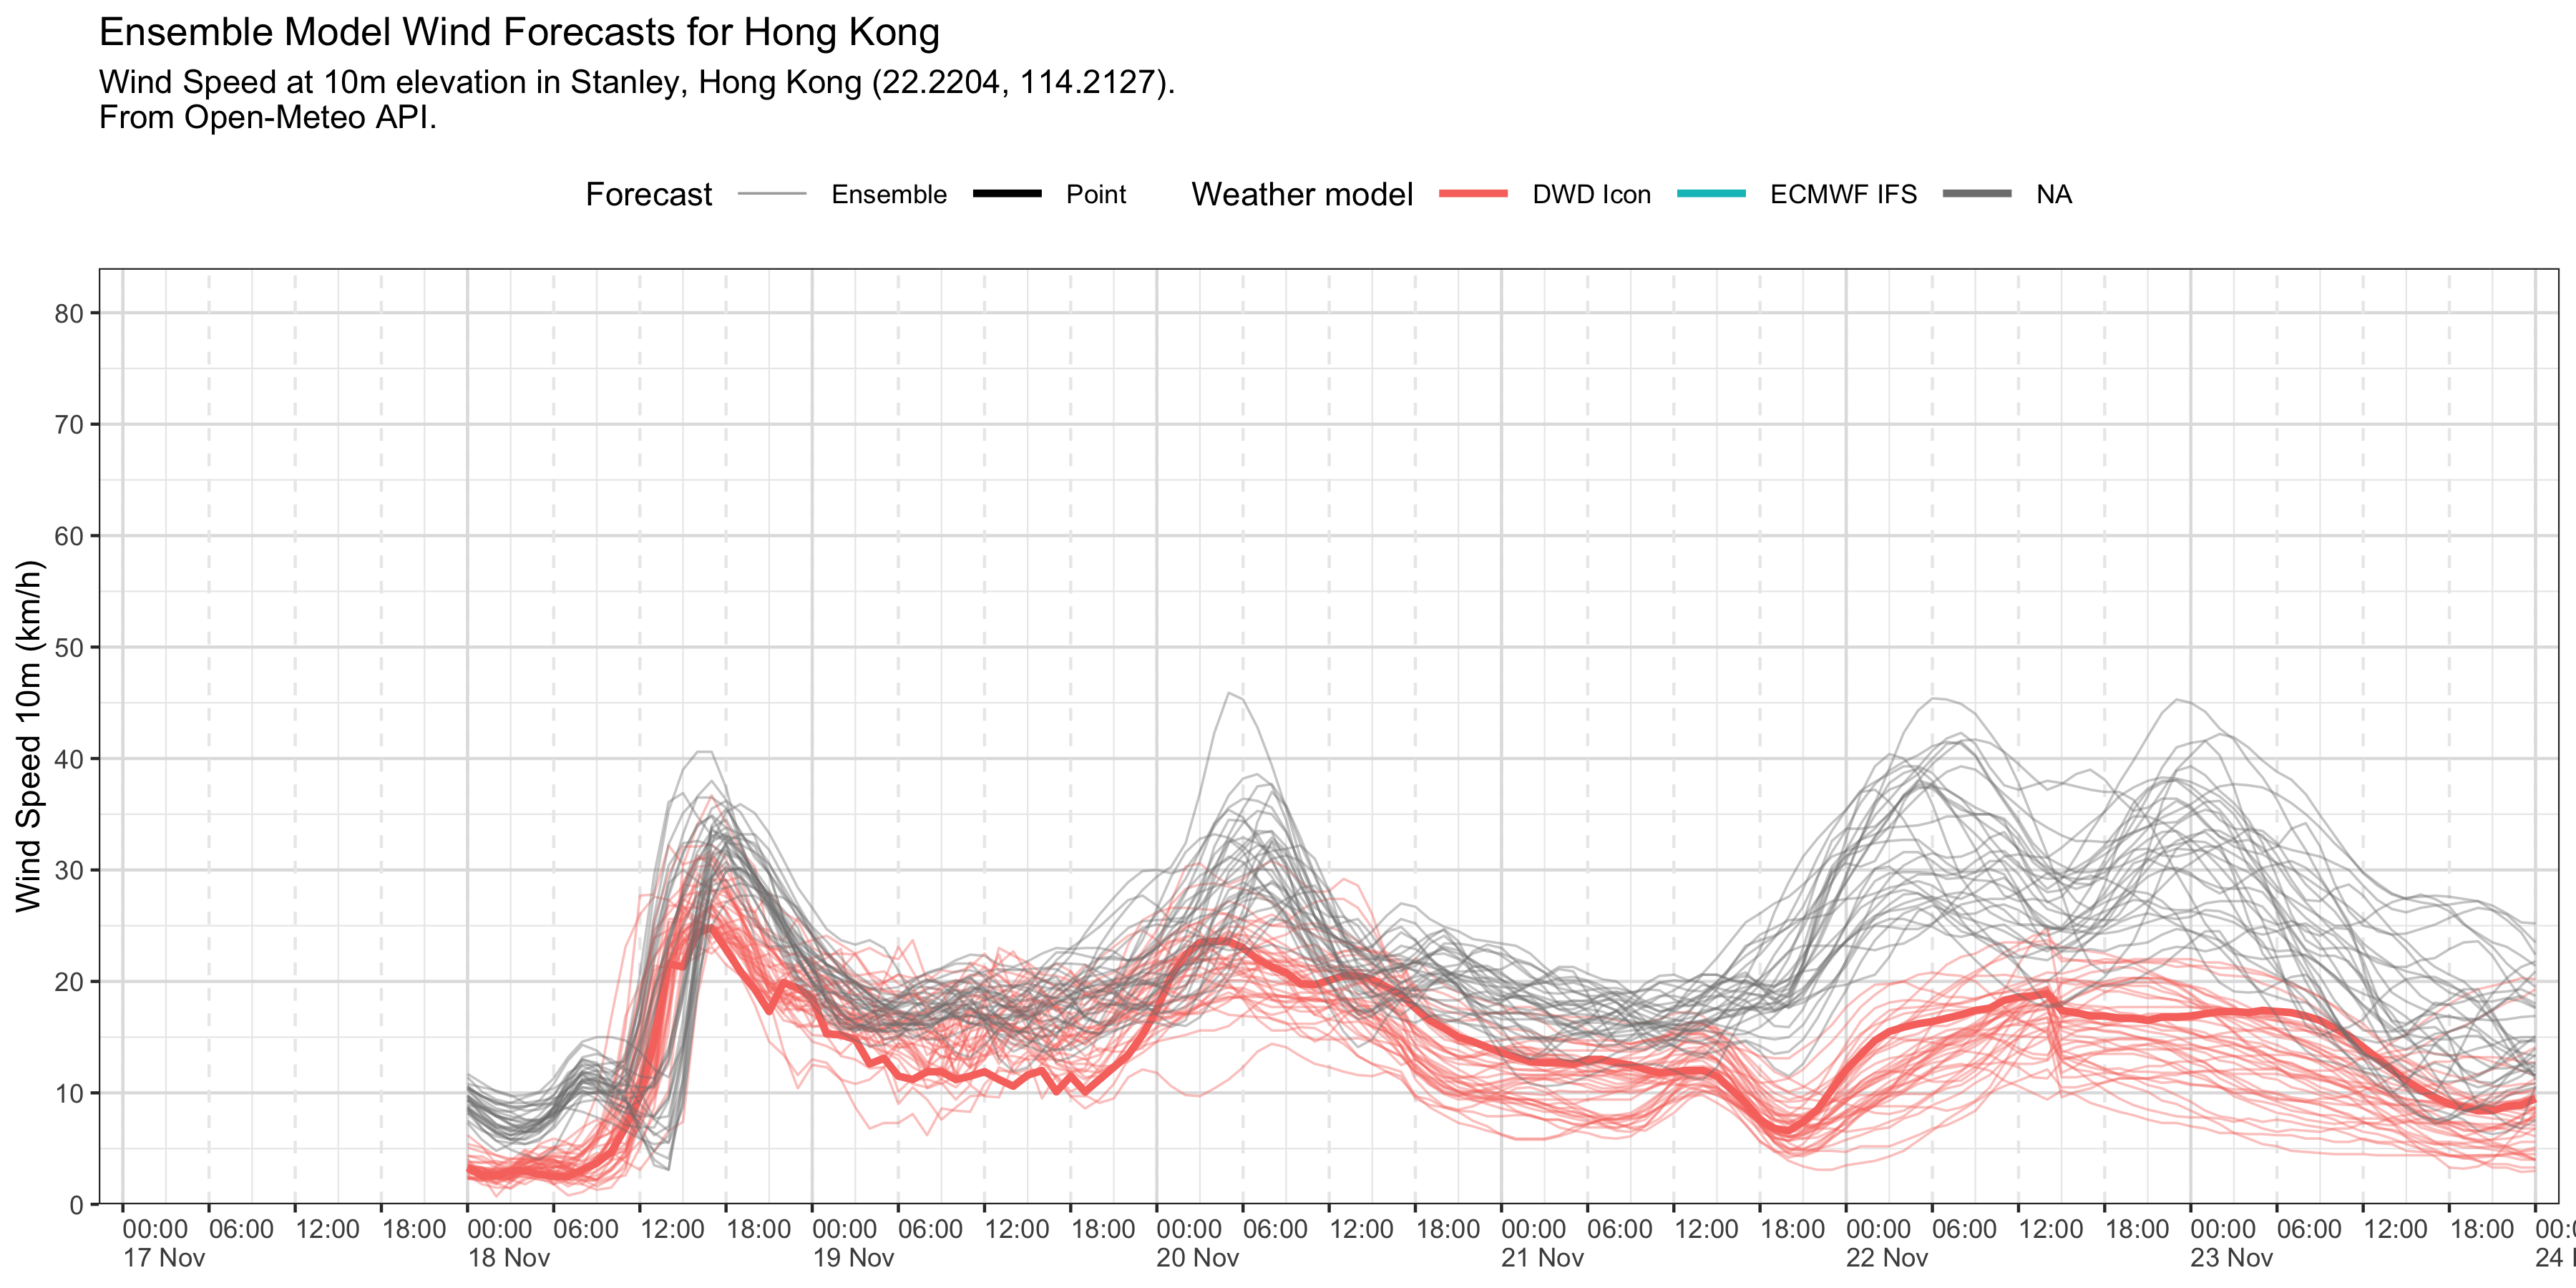 Ensemble Model Wind Forecasts for Hong Kong
Wind Speed at 10m elevation in Stanley, Hong Kong (22.2204, 114.2127).
From Open-Meteo API.
Forecast Ensemble Point Weather model DWD Icon ECMWF IFS NA
Wind Speed 10m (km/h)
80
70
60
50
40
30
20
10
0
00:00 06:00 12:00 18:00 00:00 06:00 12:00 18:00 00:00 06:00 12:00 18:00 00:00 06:00 12:00 18:00 00:00 06:00 12:00 18:00 00:00 06:00 12:00 18:00 00:00 06:00 12:00 18:00
17 Nov 18 Nov 19 Nov 20 Nov 21 Nov 22 Nov 23 Nov 24